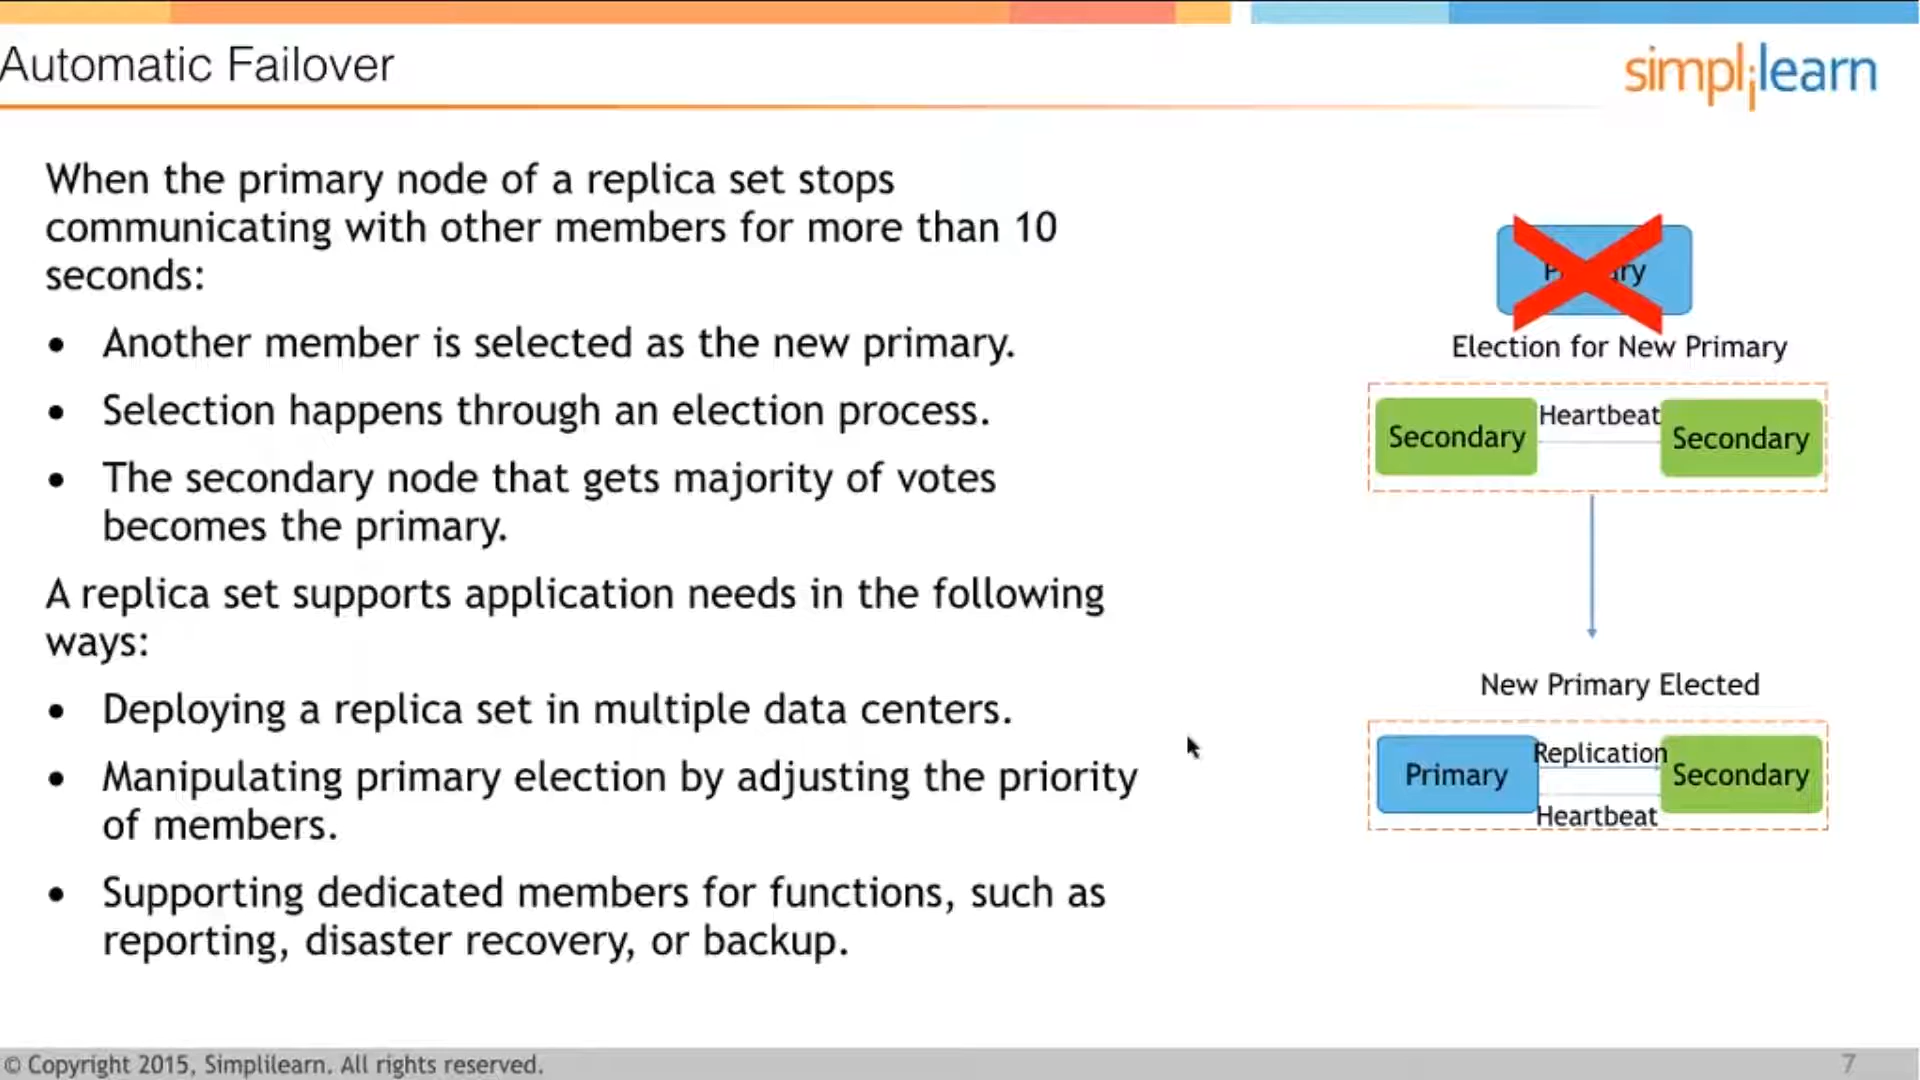 Automatic Failover
simplilearn
When the primary node of a replica set stops
communicating with other members for more than 10
seconds:
• Another member is selected as the new primary.
• Selection happens through an election process.
• The secondary node that gets majority of votes
becomes the primary.
A replica set supports application needs in the following
ways:
• Deploying a replica set in multiple data centers.
• Manipulating primary election by adjusting the priority
of members.
• Supporting dedicated members for functions, such as
reporting, disaster recovery, or backup.
Election for New Primary
Secondary
Heartbeat
Secondary
New Primary Elected
Primary
Replication
Heartbeat
Secondary
© Copyright 2015, Simplilearn. All rights reserved.
7